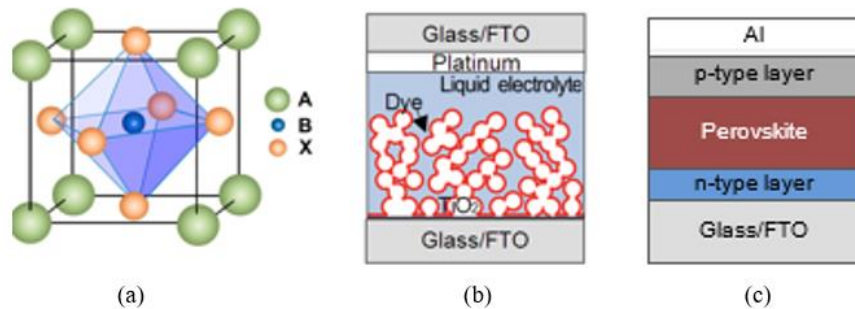 A
B
X
(a)
Glass/FTO
Platinum
Liquid electrolyte
Dye
TiO₂
Glass/FTO
(b)
Al
p-type layer
Perovskite
n-type layer
Glass/FTO
(c)